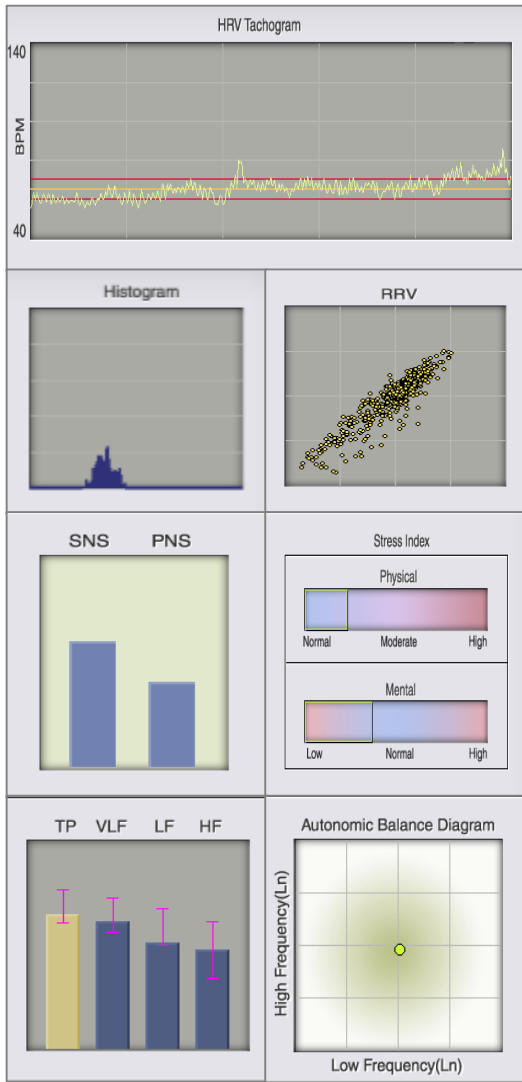 HRV Tachogram
140
BPM
40
Histogram
RRV
SNS PNS
Stress Index
Physical
Normal Moderate High
Mental
Low Normal High
TP VLF LF HF
Autonomic Balance Diagram
High Frequency(Ln)
Low Frequency(Ln)